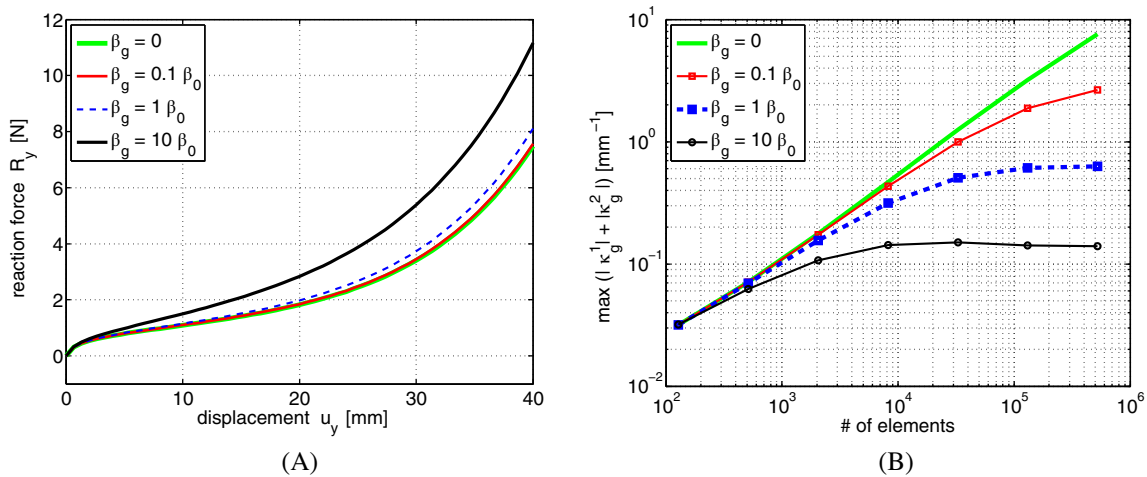 12
10
8
6
4
2
0
reaction force R_y [N]
β_g = 0
β_g = 0.1 β_0
β_g = 1 β_0
β_g = 10 β_0
0 10 20 30 40
displacement u_y [mm]
(A)
10^1
10^0
10^−1
10^−2
max (| κ_g^1| + |κ_g^2 |) [mm^−1]
β_g = 0
β_g = 0.1 β_0
β_g = 1 β_0
β_g = 10 β_0
10^2 10^3 10^4 10^5 10^6
# of elements
(B)